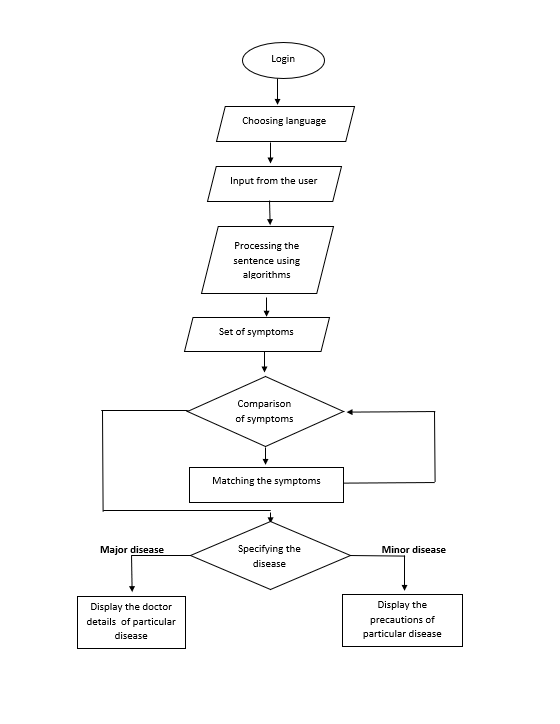 Login
Choosing language
Input from the user
Processing the
sentence using
algorithms
Set of symptoms
Comparison
of symptoms
Matching the symptoms
Major disease
Specifying the
disease
Minor disease
Display the doctor
details of particular
disease
Display the
precautions of
particular disease